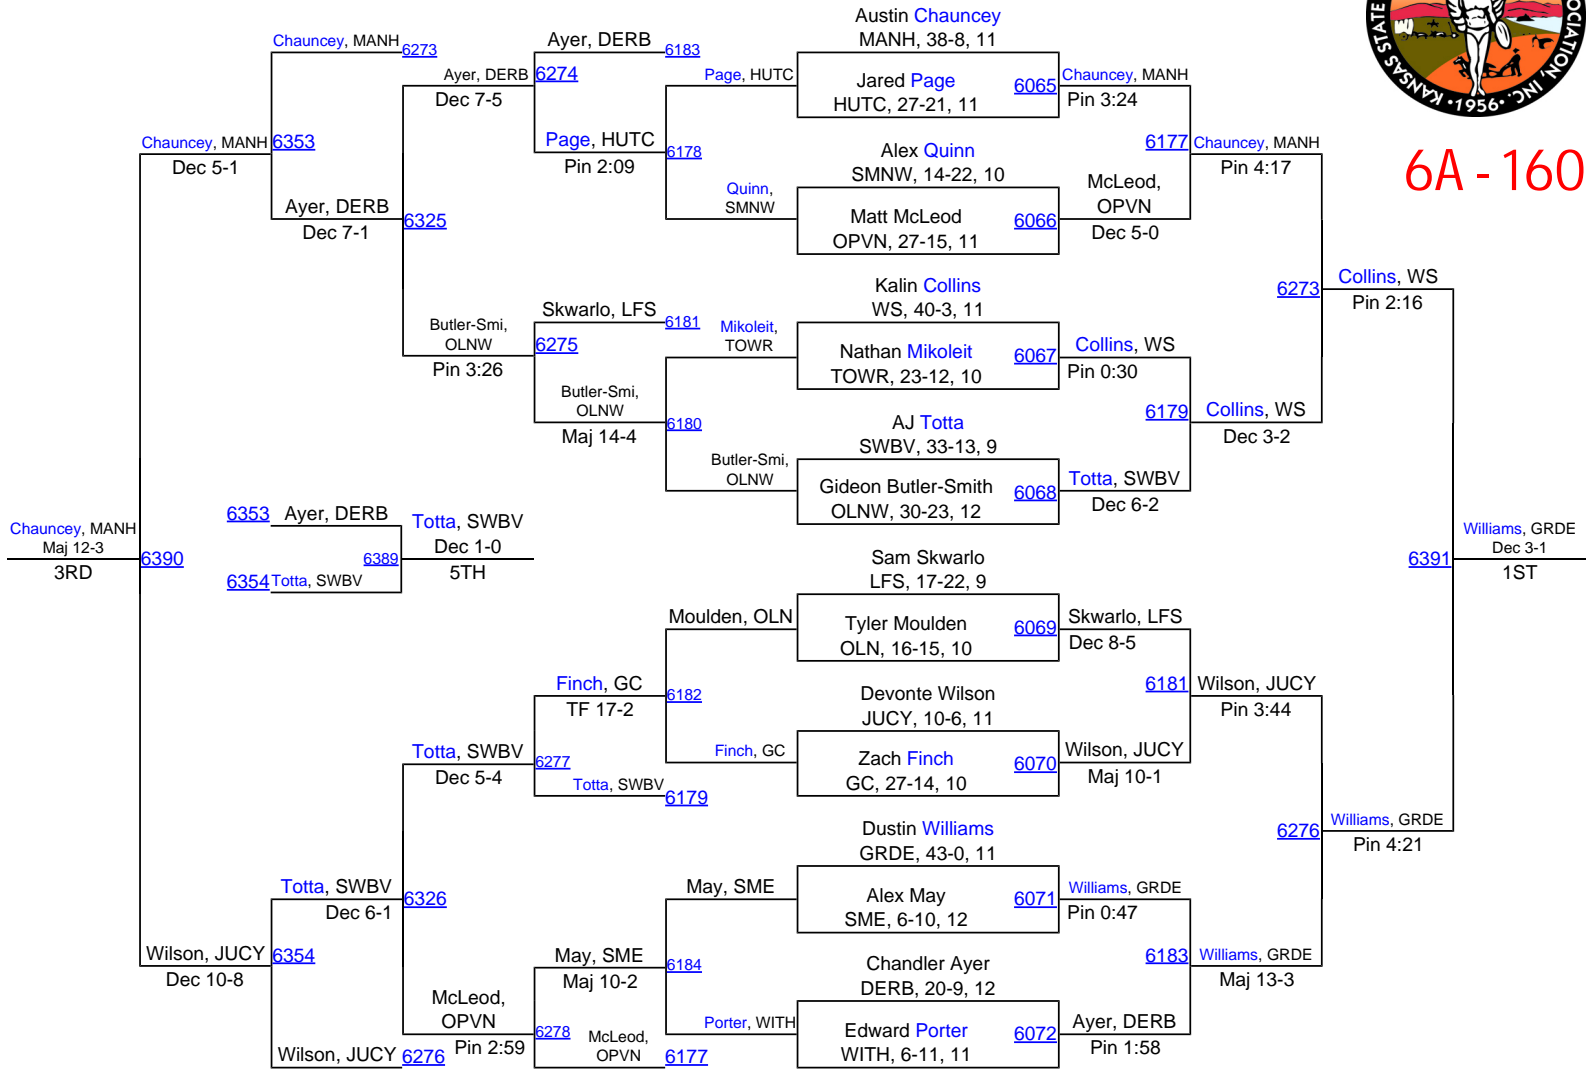 KANSAS STATE
OCIATION, INC.
•1956•
6A - 160
Chauncey, MANH 6273
Ayer, DERB 6274
Dec 7-5
Ayer, DERB 6183
Page, HUTC
Pin 2:09
6178
Page, HUTC
Quinn,
SMNW
Chauncey, MANH 6353
Dec 5-1
Ayer, DERB
Dec 7-1
6325
Butler-Smi,
OLNW
Pin 3:26
6275
Skwarlo, LFS 6181
Butler-Smi,
OLNW
Maj 14-4
6180
Mikoleit,
TOWR
Butler-Smi,
OLNW
Austin Chauncey
MANH, 38-8, 11
Jared Page
HUTC, 27-21, 11
6065
Chauncey, MANH
Pin 3:24
Alex Quinn
SMNW, 14-22, 10
Matt McLeod
OPVN, 27-15, 11
6066
McLeod,
OPVN
Dec 5-0
6177
Chauncey, MANH
Pin 4:17
Kalin Collins
WS, 40-3, 11
Nathan Mikoleit
TOWR, 23-12, 10
6067
Collins, WS
Pin 0:30
AJ Totta
SWBV, 33-13, 9
Gideon Butler-Smith
OLNW, 30-23, 12
6068
Totta, SWBV
Dec 6-2
6179
Collins, WS
Dec 3-2
6273
Collins, WS
Pin 2:16
Chauncey, MANH
Maj 12-3
3RD
6390
6353 Ayer, DERB
6354 Totta, SWBV
6389
Totta, SWBV
Dec 1-0
5TH
6391
Williams, GRDE
Dec 3-1
1ST
Sam Skwarlo
LFS, 17-22, 9
Tyler Moulden
OLN, 16-15, 10
6069
Skwarlo, LFS
Dec 8-5
Devonte Wilson
JUCY, 10-6, 11
Zach Finch
GC, 27-14, 10
6070
Wilson, JUCY
Maj 10-1
6181
Wilson, JUCY
Pin 3:44
Dustin Williams
GRDE, 43-0, 11
Alex May
SME, 6-10, 12
6071
Williams, GRDE
Pin 0:47
Chandler Ayer
DERB, 20-9, 12
Edward Porter
WITH, 6-11, 11
6072
Ayer, DERB
Pin 1:58
6183
Williams, GRDE
Maj 13-3
6276
Williams, GRDE
Pin 4:21
Moulden, OLN
Finch, GC
6182
Finch, GC
TF 17-2
Totta, SWBV 6179
6277
Totta, SWBV
Dec 5-4
Totta, SWBV
Dec 6-1
6326
May, SME
Porter, WITH
6184
May, SME
Maj 10-2
McLeod,
OPVN
6177
6278
McLeod,
OPVN
Pin 2:59
Wilson, JUCY 6276
6354
Wilson, JUCY
Dec 10-8